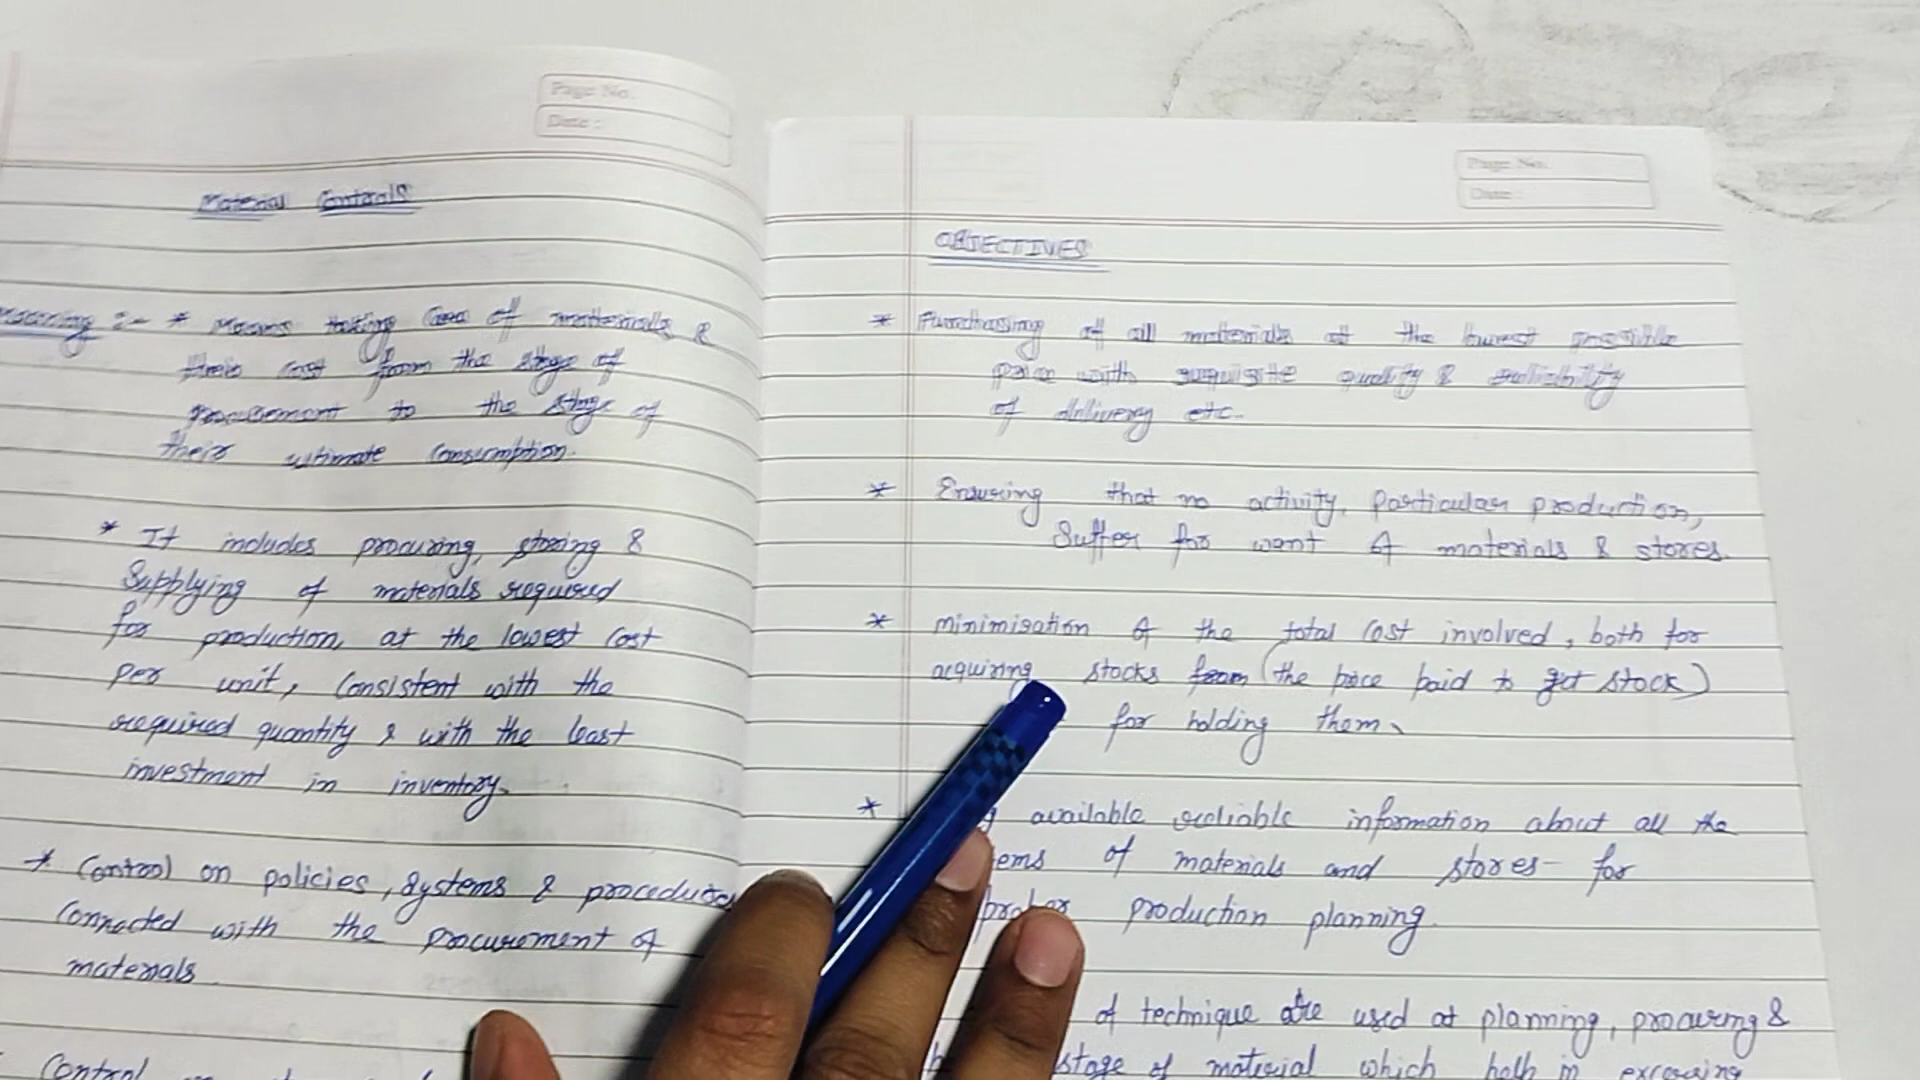 Page No.
Date :
Material Controls
Meaning :- * Means taking care of materials &
their cost from the stage of
procurement to the stage of
their ultimate consumption.
* It includes procuring, storing &
Supplying of materials required
for production, at the lowest cost
per unit, consistent with the
required quantity & with the least
investment in inventory.
* Control on policies, systems & procedures
connected with the procurement of
materials.
Control
Page No.
Date :
OBJECTIVES
* Purchasing of all materials at the lowest possible
price with requisite quality & reliability
of delivery etc.
* Ensuring that no activity, particular production,
Suffer for want of materials & stores.
* minimisation of the total cost involved, both for
acquiring stocks from (the price paid to get stock)
for holding them.
* available reliable information about all the
of materials and stores for
production planning.
of technique are used at planning, procuring &
stage of material which help in